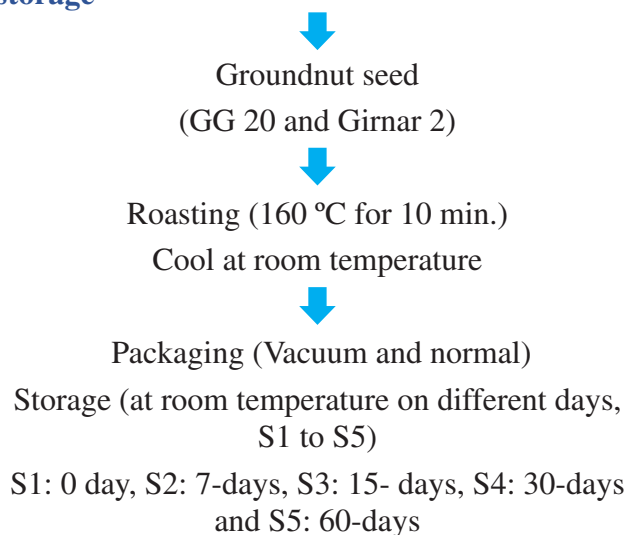 storage
Groundnut seed
(GG 20 and Girnar 2)
Roasting (160 ºC for 10 min.)
Cool at room temperature
Packaging (Vacuum and normal)
Storage (at room temperature on different days,
S1 to S5)
S1: 0 day, S2: 7-days, S3: 15- days, S4: 30-days
and S5: 60-days